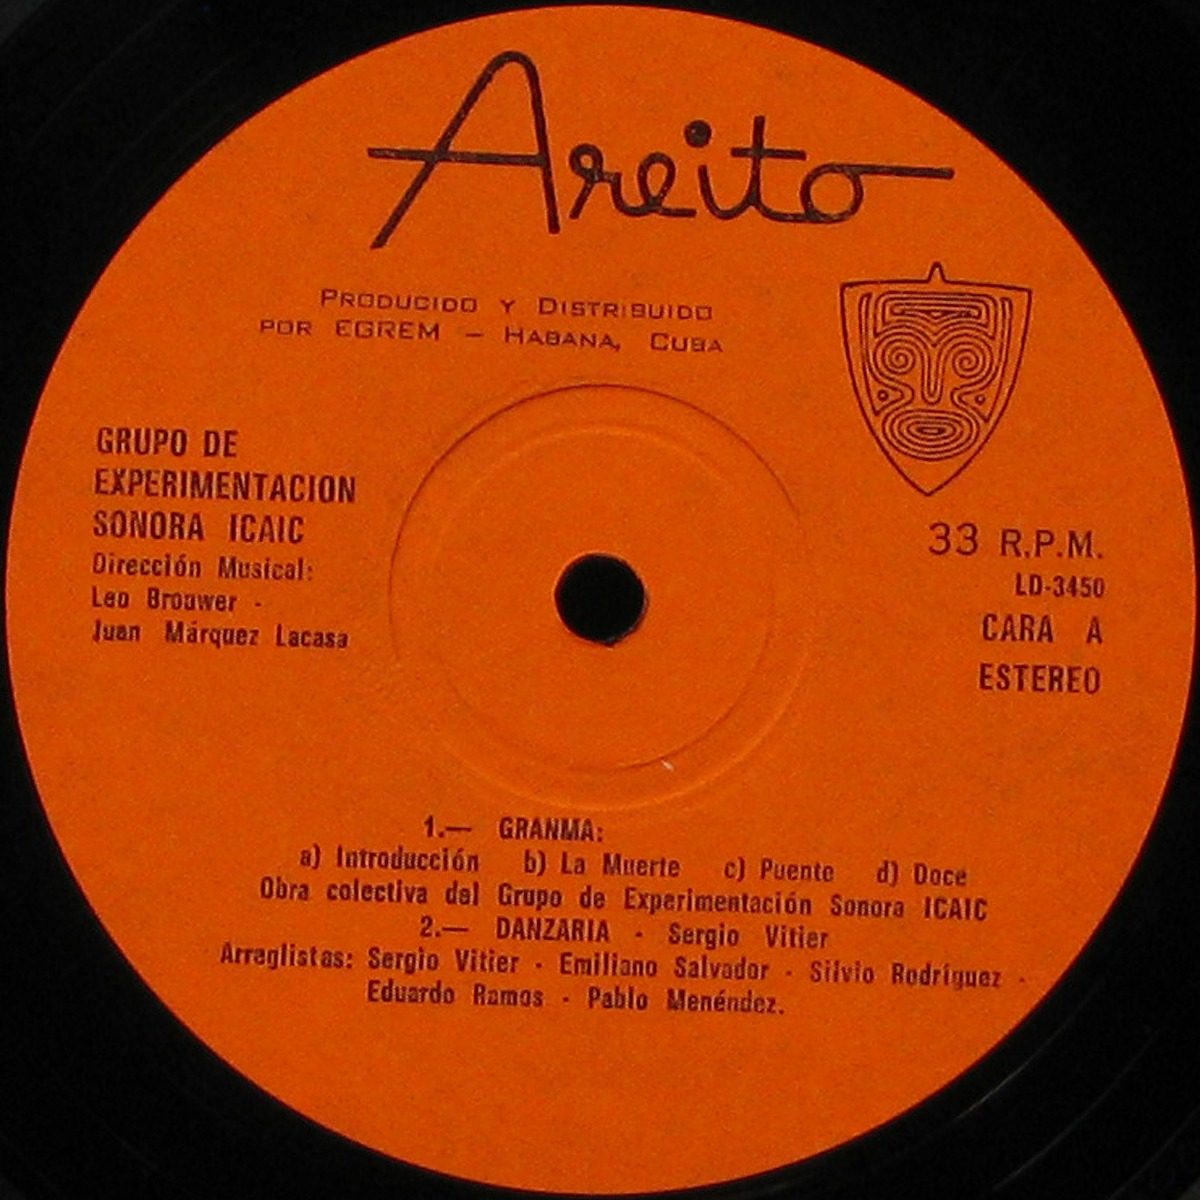 Areito
PRODUCIDO Y DISTRIBUIDO
POR EGREM - HABANA, CUBA
GRUPO DE
EXPERIMENTACION
SONORA ICAIC
Dirección Musical:
Leo Brouwer -
Juan Márquez Lacasa
33 R.P.M.
LD-3450
CARA A
ESTEREO
1.— GRANMA:
a) Introducción b) La Muerte c) Puente d) Doce
Obra colectiva del Grupo de Experimentación Sonora ICAIC
2.— DANZARIA - Sergio Vitier
Arreglistas: Sergio Vitier - Emiliano Salvador - Silvio Rodríguez -
Eduardo Ramos - Pablo Menéndez.